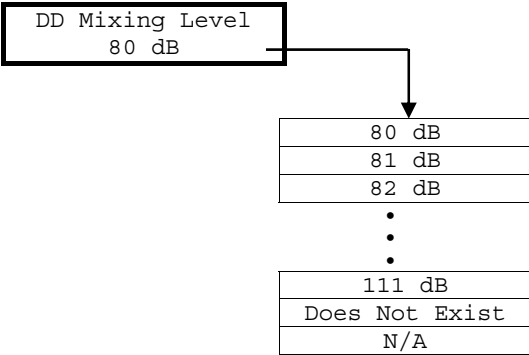 DD Mixing Level
80 dB
80 dB
81 dB
82 dB
111 dB
Does Not Exist
N/A